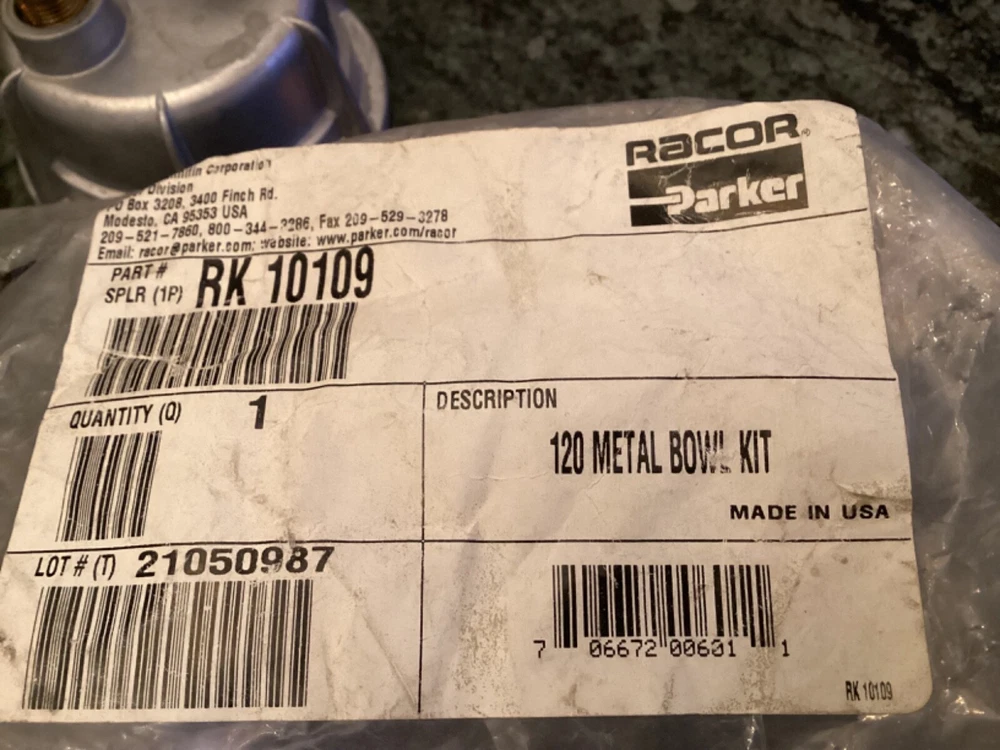 Corporation
Division
PO Box 3208, 3400 Finch Rd.
Modesto, CA 95353 USA
209-521-7860, 800-344-3286, Fax 209-529-3278
Email: racor@parker.com: website: www.parker.com/racor
RACOR®
Parker
PART #
SPLR (1P) RK 10109
QUANTITY (Q) 1
DESCRIPTION
120 METAL BOWL KIT
MADE IN USA
LOT # (T) 21050987
7 06672 00601 1
RK 10109